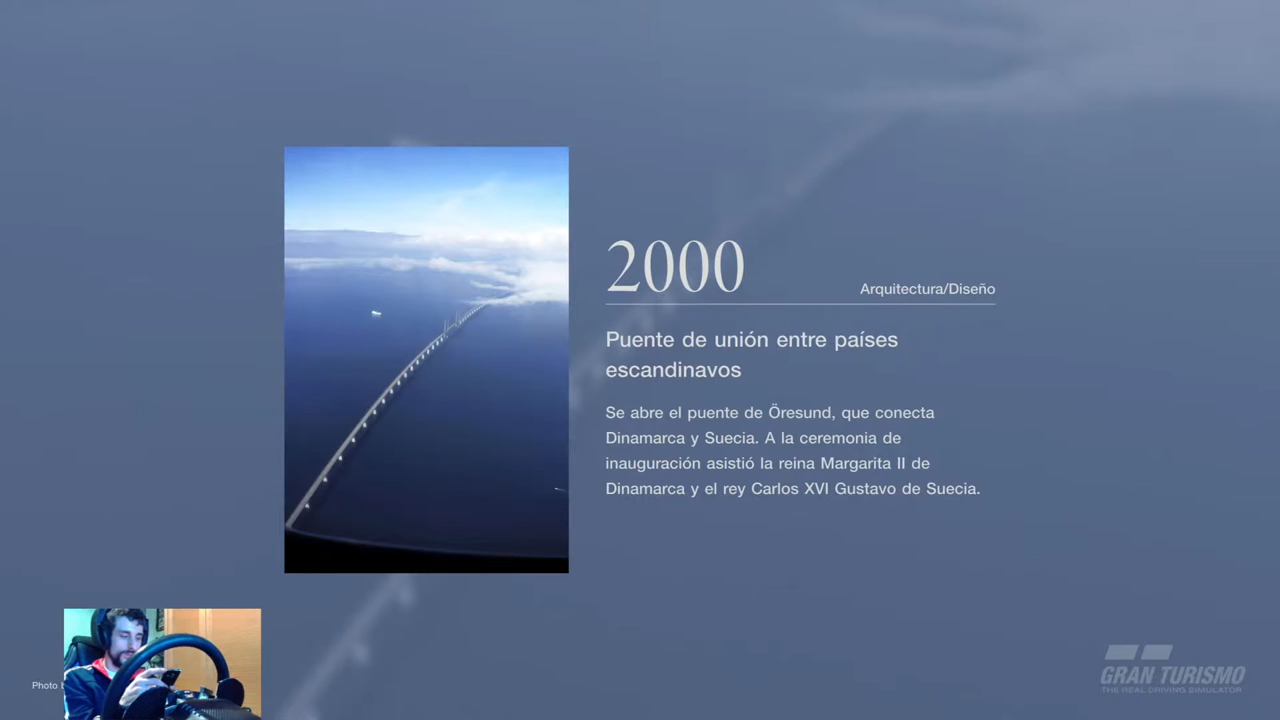 2000
Arquitectura/Diseño
Puente de unión entre países
escandinavos
Se abre el puente de Öresund, que conecta
Dinamarca y Suecia. A la ceremonia de
inauguración asistió la reina Margarita II de
Dinamarca y el rey Carlos XVI Gustavo de Suecia.
Photo
GRAN TURISMO
THE REAL DRIVING SIMULATOR